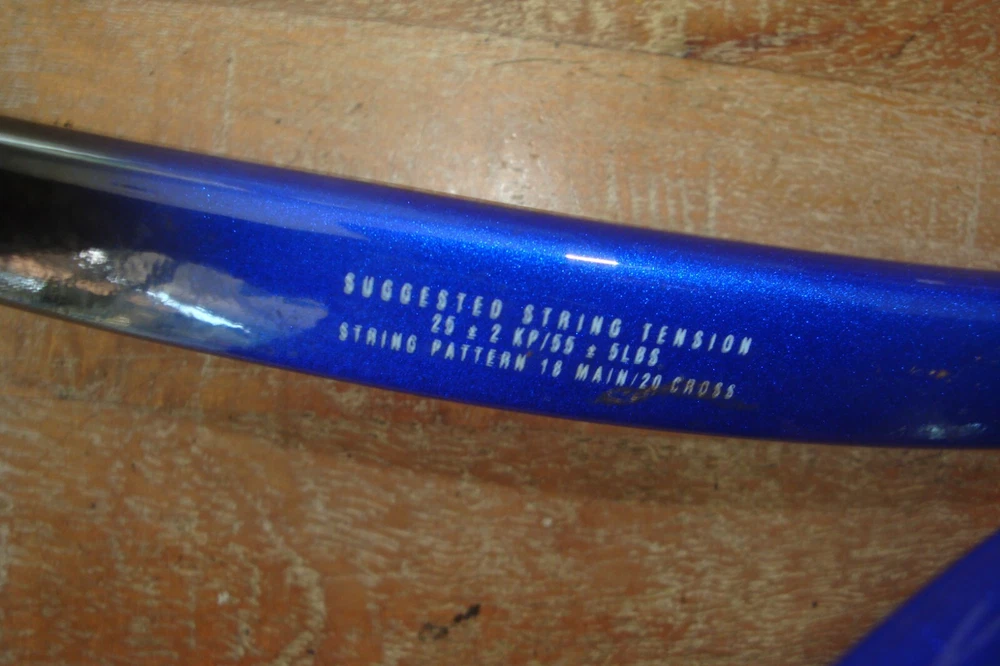 SUGGESTED STRING TENSION
25 ± 2 KP/55 ± 5LBS
STRING PATTERN 18 MAIN/20 CROSS